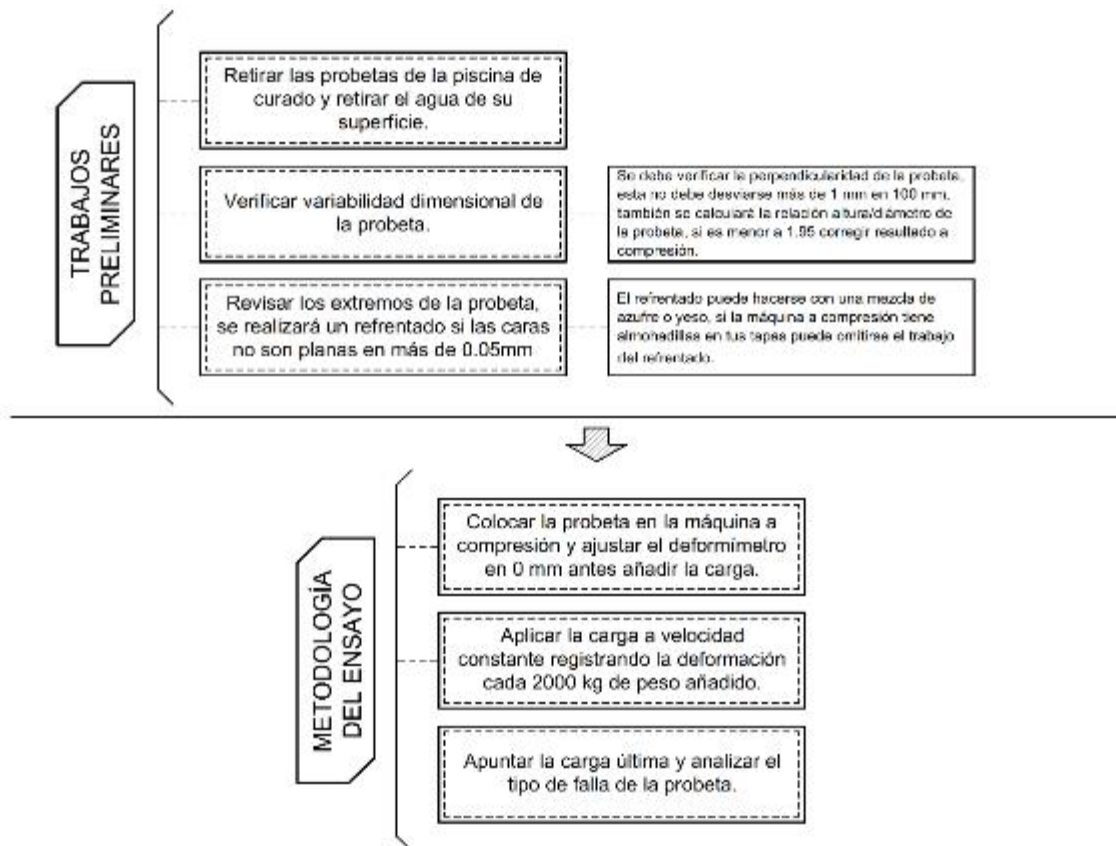 TRABAJOS
PRELIMINARES
Retirar las probetas de la piscina de
curado y retirar el agua de su
superficie.
Verificar variabilidad dimensional de
la probeta.
Se debe verificar la perpendicularidad de la probeta,
esta no debe desviarse más de 1 mm en 100 mm,
también se calculará la relación altura/diámetro de
la probeta, si es menor a 1.95 corregir resultado a
compresión.
Revisar los extremos de la probeta,
se realizará un refrentado si las caras
no son planas en más de 0.05mm
El refrentado puede hacerse con una mezcla de
azufre o yeso, si la máquina a compresión tiene
almohadillas en tus tapas puede omitirse el trabajo
del refrentado.
METODOLOGÍA
DEL ENSAYO
Colocar la probeta en la máquina a
compresión y ajustar el deformímetro
en 0 mm antes añadir la carga.
Aplicar la carga a velocidad
constante registrando la deformación
cada 2000 kg de peso añadido.
Apuntar la carga última y analizar el
tipo de falla de la probeta.